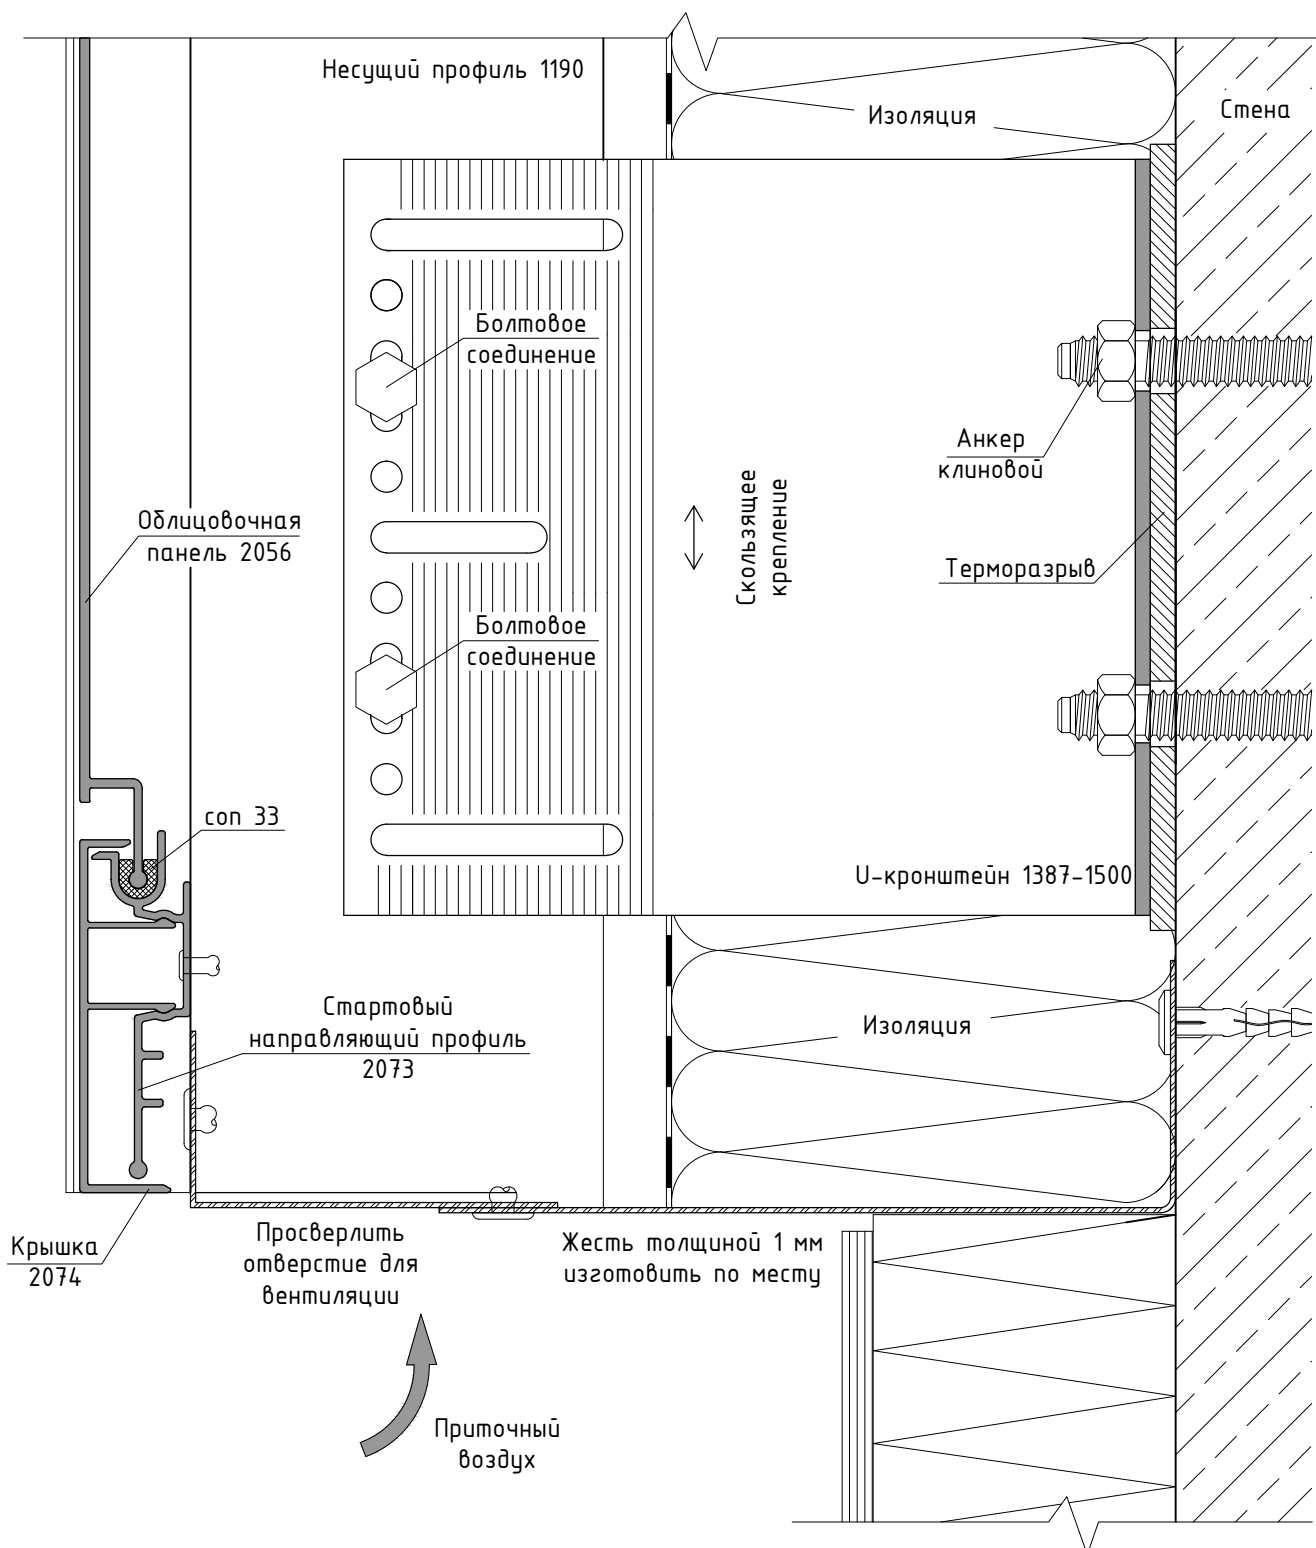 Несущий профиль 1190
Изоляция
Стена
Болтовое
соединение
Анкер
клиновой
Скользящее
крепление
Облицовочная
панель 2056
Терморазрыв
Болтовое
соединение
соп 33
U-кронштейн 1387-1500
Стартовый
направляющий профиль
2073
Изоляция
Крышка
2074
Просверлить
отверстие для
вентиляции
Жесть толщиной 1 мм
изготовить по месту
Приточный
воздух